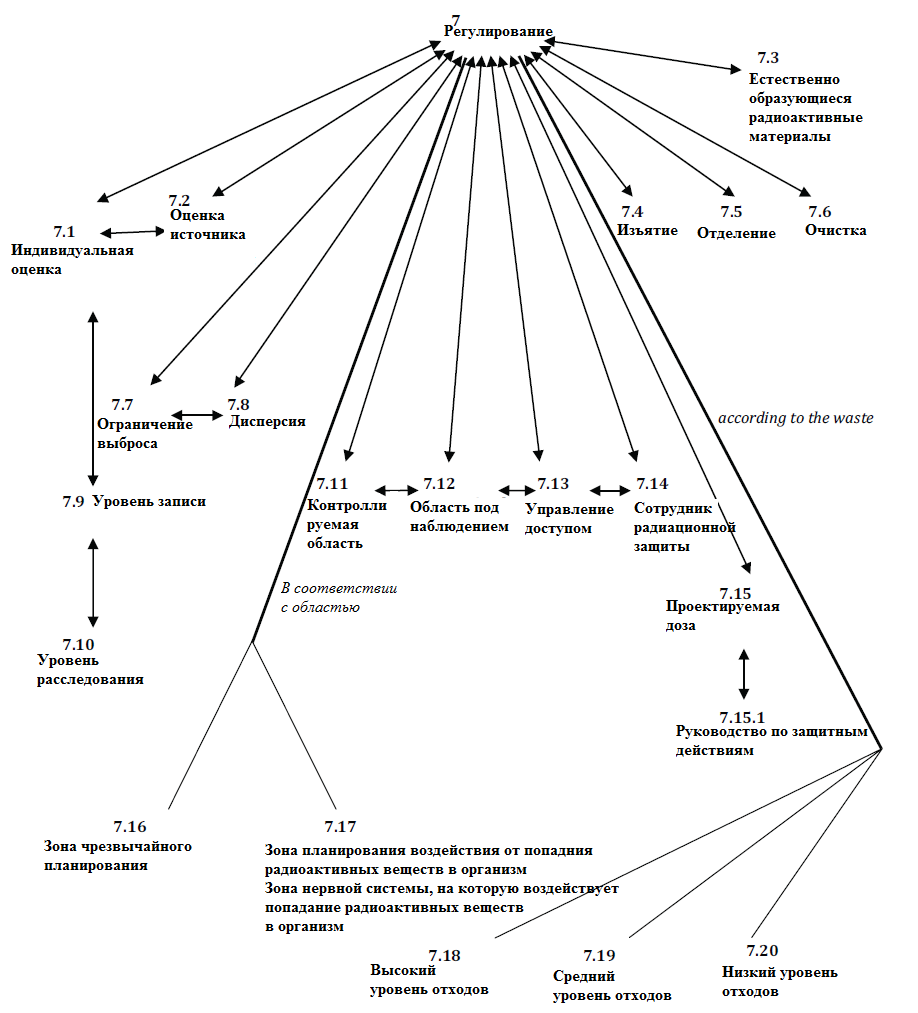 7
Регулирование
7.3
Естественно
образующиеся
радиоактивные
материалы
7.2
Оценка
источника
7.1
Индивидуальная
оценка
7.4
Изъятие
7.5
Отделение
7.6
Очистка
7.7
Ограничение
выброса
7.8
Дисперсия
according to the waste
7.9 Уровень записи
7.11
Контролли
руемая
область
7.12
Область под
наблюдением
7.13
Управление
доступом
7.14
Сотрудник
радиационной
защиты
В соответствии
с областью
7.15
Проектируемая
доза
7.10
Уровень
расследования
7.15.1
Руководство по защитным
действиям
7.16
Зона чрезвычайного
планирования
7.17
Зона планирования воздействия от попадния
радиоактивных веществ в организм
Зона нервной системы, на которую воздействует
попадание радиоактивных веществ
в организм
7.18
Высокий
уровень отходов
7.19
Средний
уровень отходов
7.20
Низкий уровень
отходов